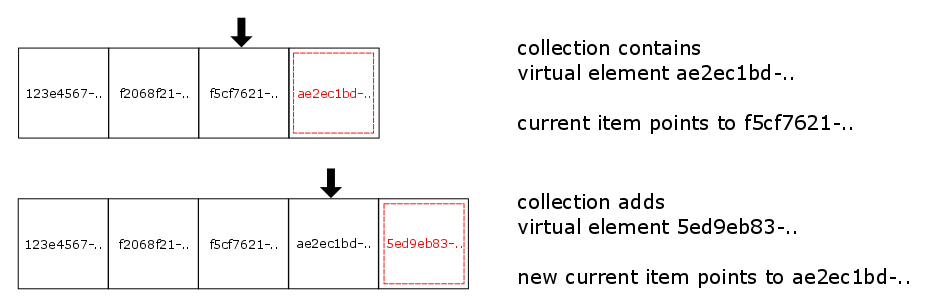 123e4567-..
f2068f21-..
f5cf7621-..
ae2ec1bd-..
collection contains
virtual element ae2ec1bd-..
current item points to f5cf7621-..
123e4567-..
f2068f21-..
f5cf7621-..
ae2ec1bd-..
5ed9eb83-..
collection adds
virtual element 5ed9eb83-..
new current item points to ae2ec1bd-..